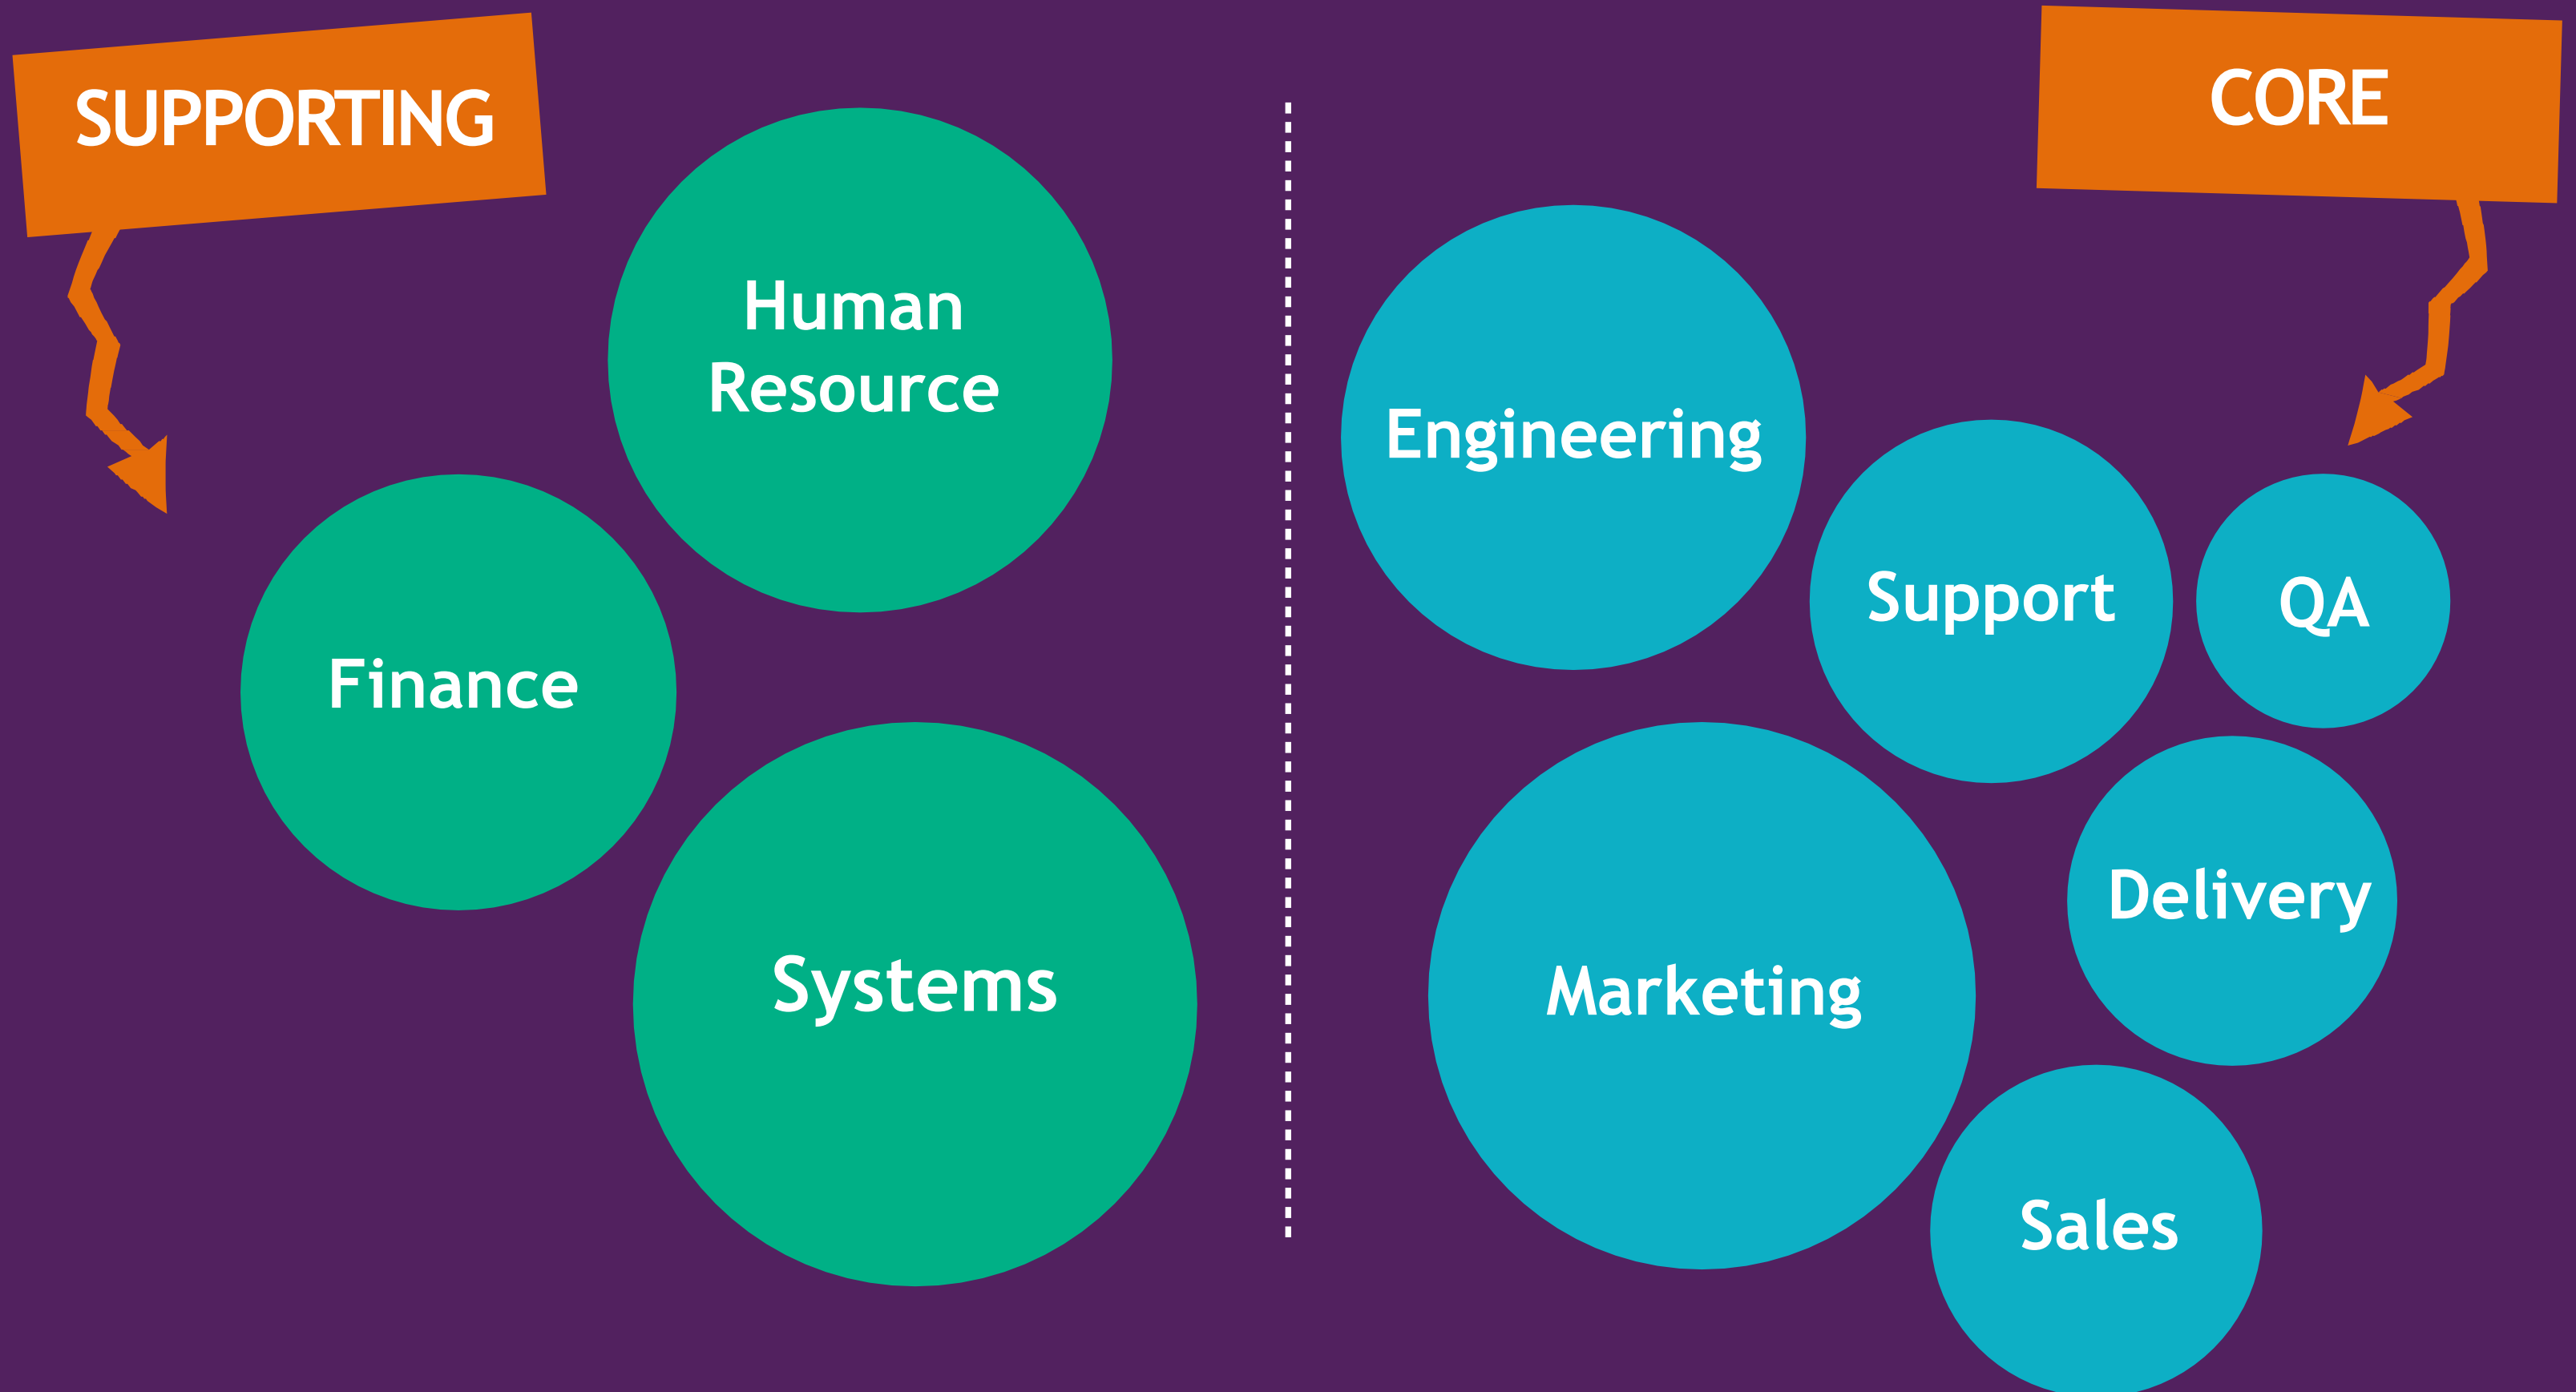 SUPPORTING
CORE
Human
Resource
Engineering
Support
QA
Finance
Delivery
Systems
Marketing
Sales